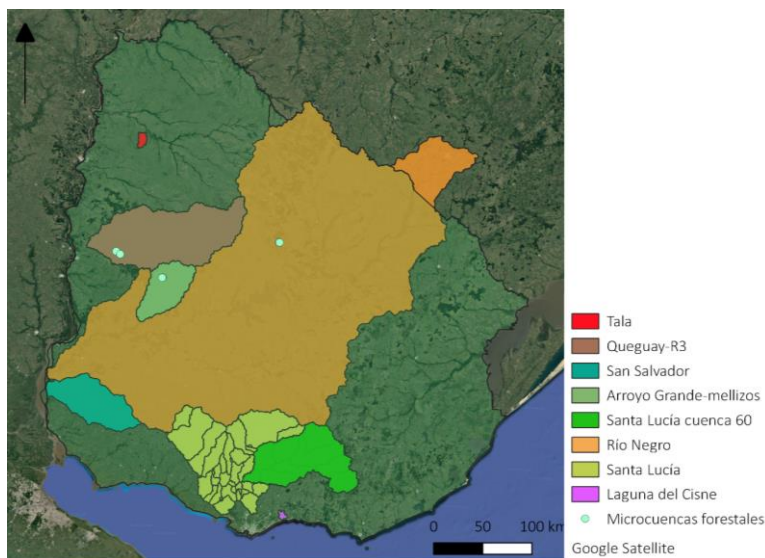 Tala
Queguay-R3
San Salvador
Arroyo Grande-mellizos
Santa Lucía cuenca 60
Río Negro
Santa Lucía
Laguna del Cisne
Microcuencas forestales
0 50 100 km
Google Satellite